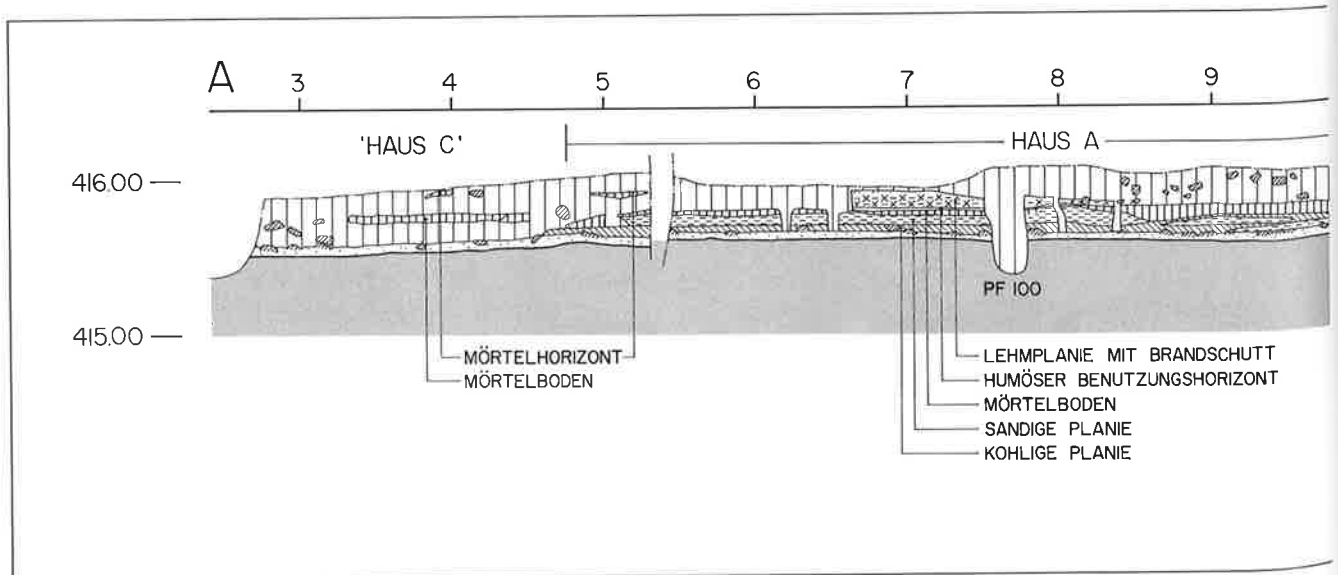 A 3 4 5 6 7 8 9
'HAUS C' HAUS A
416.00
PF 100
415.00
MÖRTELHORIZONT
MÖRTELBODEN
LEHMPLANIE MIT BRANDSCHUTT
HUMÖSER BENUTZUNGSHORIZONT
MÖRTELBODEN
SANDIGE PLANIE
KOHLIGE PLANIE